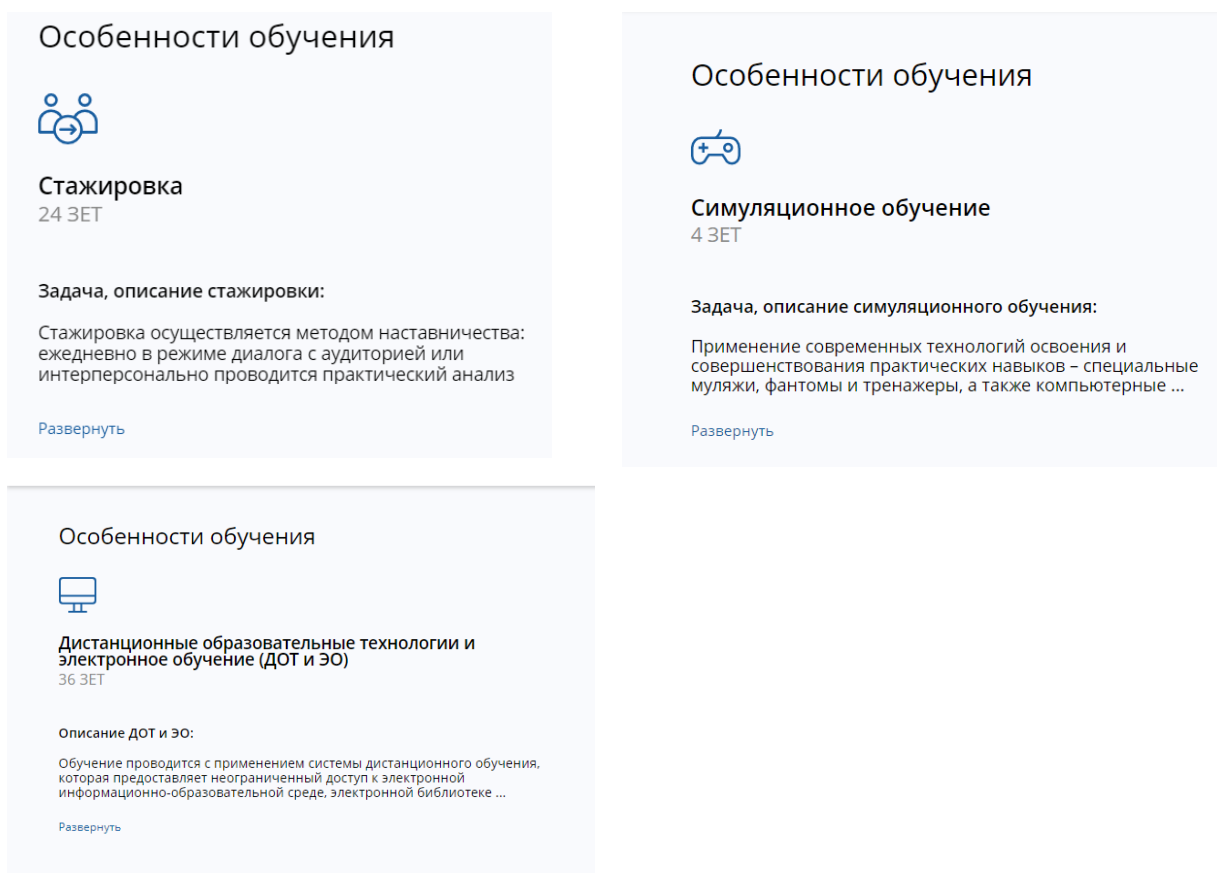 Особенности обучения
Стажировка
24 ЗЕТ
Задача, описание стажировки:
Стажировка осуществляется методом наставничества:
ежедневно в режиме диалога с аудиторией или
интерперсонально проводится практический анализ
Развернуть
Особенности обучения
Симуляционное обучение
4 ЗЕТ
Задача, описание симуляционного обучения:
Применение современных технологий освоения и
совершенствования практических навыков – специальные
муляжи, фантомы и тренажеры, а также компьютерные ...
Развернуть
Особенности обучения
Дистанционные образовательные технологии и
электронное обучение (ДОТ и ЭО)
36 ЗЕТ
Описание ДОТ и ЭО:
Обучение проводится с применением системы дистанционного обучения,
которая предоставляет неограниченный доступ к электронной
информационно-образовательной среде, электронной библиотеке ...
Развернуть